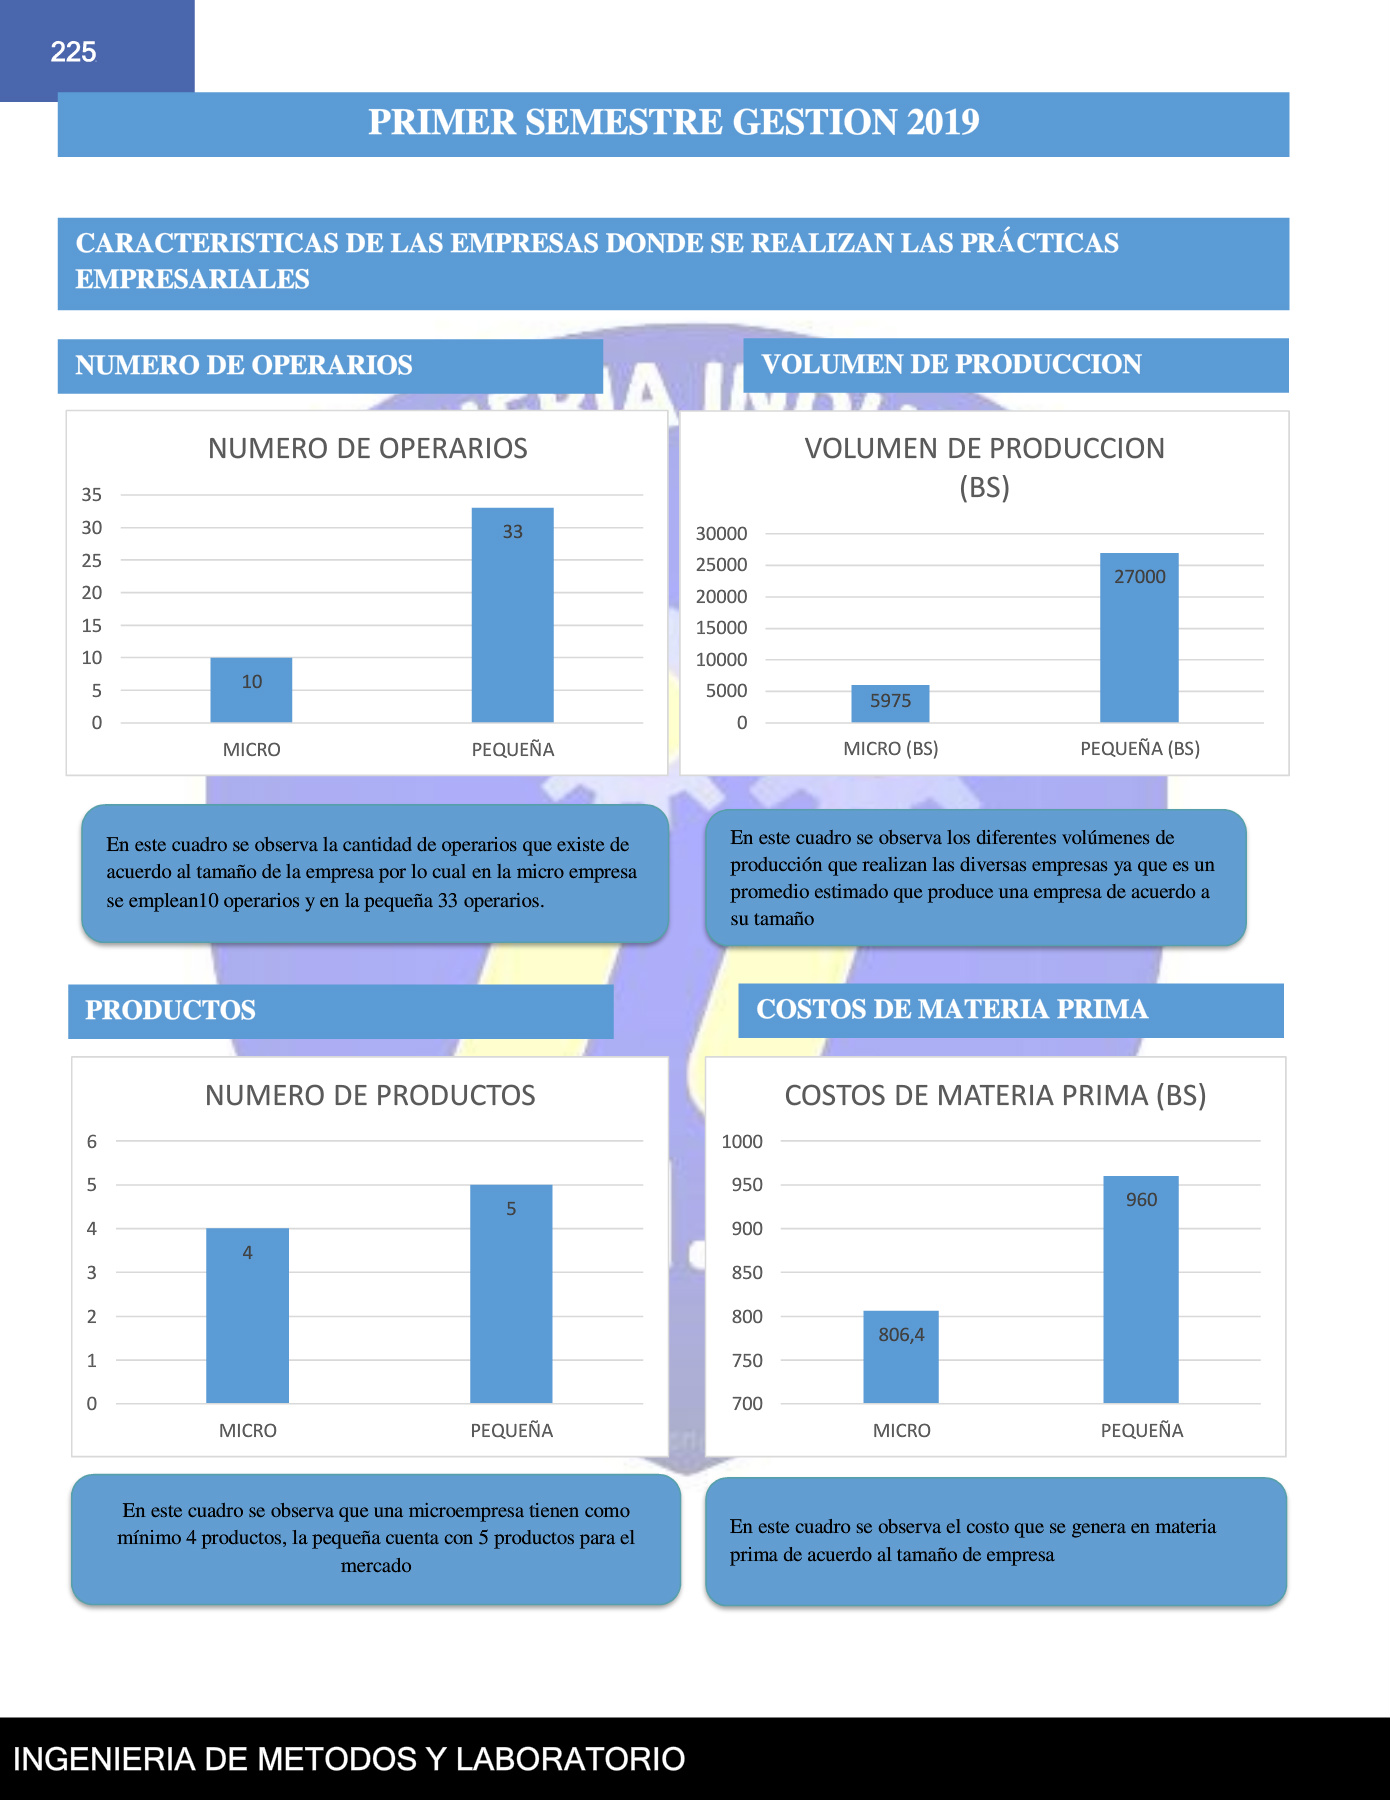 225
PRIMER SEMESTRE GESTION 2019
CARACTERISTICAS DE LAS EMPRESAS DONDE SE REALIZAN LAS PRÁCTICAS
EMPRESARIALES
NUMERO DE OPERARIOS
VOLUMEN DE PRODUCCION
NUMERO DE OPERARIOS
35
30
25
20
15
10
5
0
10
33
MICRO
PEQUEÑA
VOLUMEN DE PRODUCCION
(BS)
30000
25000
20000
15000
10000
5000
0
5975
27000
MICRO (BS)
PEQUEÑA (BS)
En este cuadro se observa la cantidad de operarios que existe de
acuerdo al tamaño de la empresa por lo cual en la micro empresa
se emplean10 operarios y en la pequeña 33 operarios.
En este cuadro se observa los diferentes volúmenes de
producción que realizan las diversas empresas ya que es un
promedio estimado que produce una empresa de acuerdo a
su tamaño
PRODUCTOS
COSTOS DE MATERIA PRIMA
NUMERO DE PRODUCTOS
6
5
4
3
2
1
0
4
5
MICRO
PEQUEÑA
COSTOS DE MATERIA PRIMA (BS)
1000
950
900
850
800
750
700
806,4
960
MICRO
PEQUEÑA
En este cuadro se observa que una microempresa tienen como
mínimo 4 productos, la pequeña cuenta con 5 productos para el
mercado
En este cuadro se observa el costo que se genera en materia
prima de acuerdo al tamaño de empresa
INGENIERIA DE METODOS Y LABORATORIO